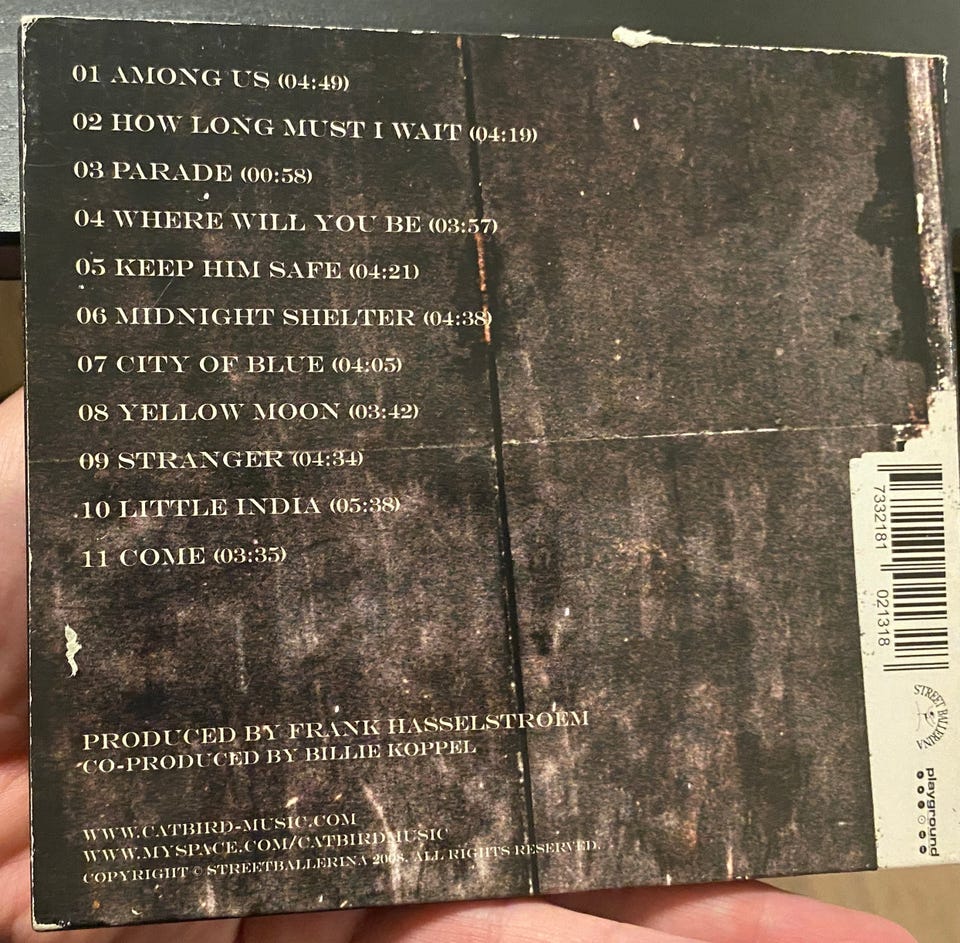 01 AMONG US (04:49)
02 HOW LONG MUST I WAIT (04:19)
03 PARADE (00:58)
04 WHERE WILL YOU BE (03:57)
05 KEEP HIM SAFE (04:21)
06 MIDNIGHT SHELTER (04:38)
07 CITY OF BLUE (04:05)
08 YELLOW MOON (03:42)
09 STRANGER (04:34)
.10 LITTLE INDIA (05:38)
11 COME (03:35)
PRODUCED BY FRANK HASSELSTROEM
CO-PRODUCED BY BILLIE KOPPEL
WWW.CATBIRD-MUSIC.COM
WWW.MYSPACE.COM/CATBIRDMUSIC
COPYRIGHT © STREETBALLERINA 2008. ALL RIGHTS RESERVED.
7332181 021318
STREET BALLERINA
playground